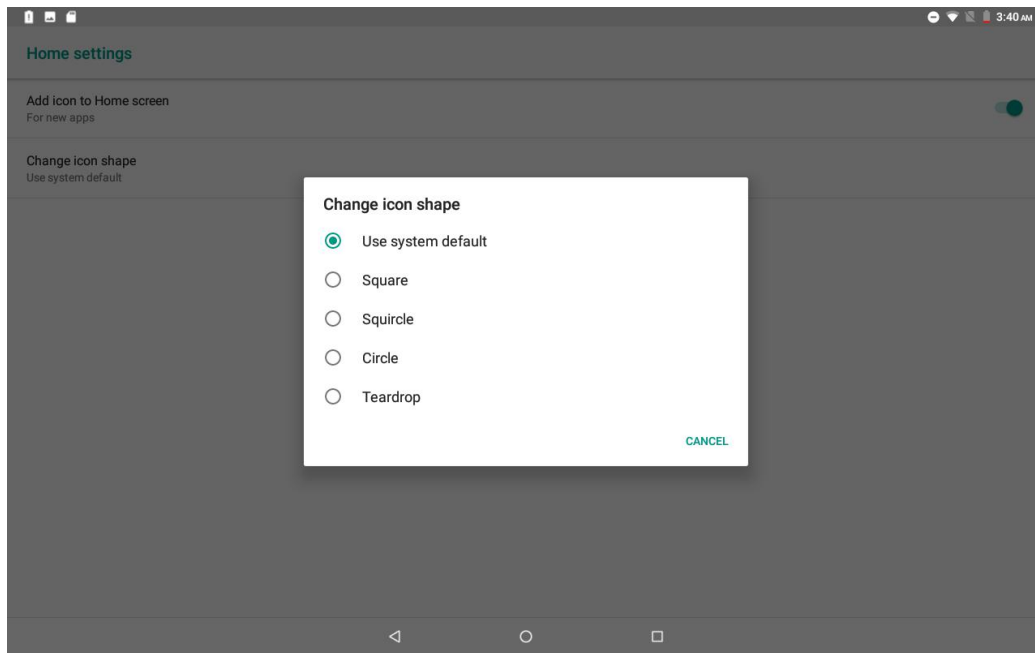 3:40 AM
Home settings
Add icon to Home screen
For new apps
Change icon shape
Use system default
Change icon shape
Use system default
Square
Squircle
Circle
Teardrop
CANCEL